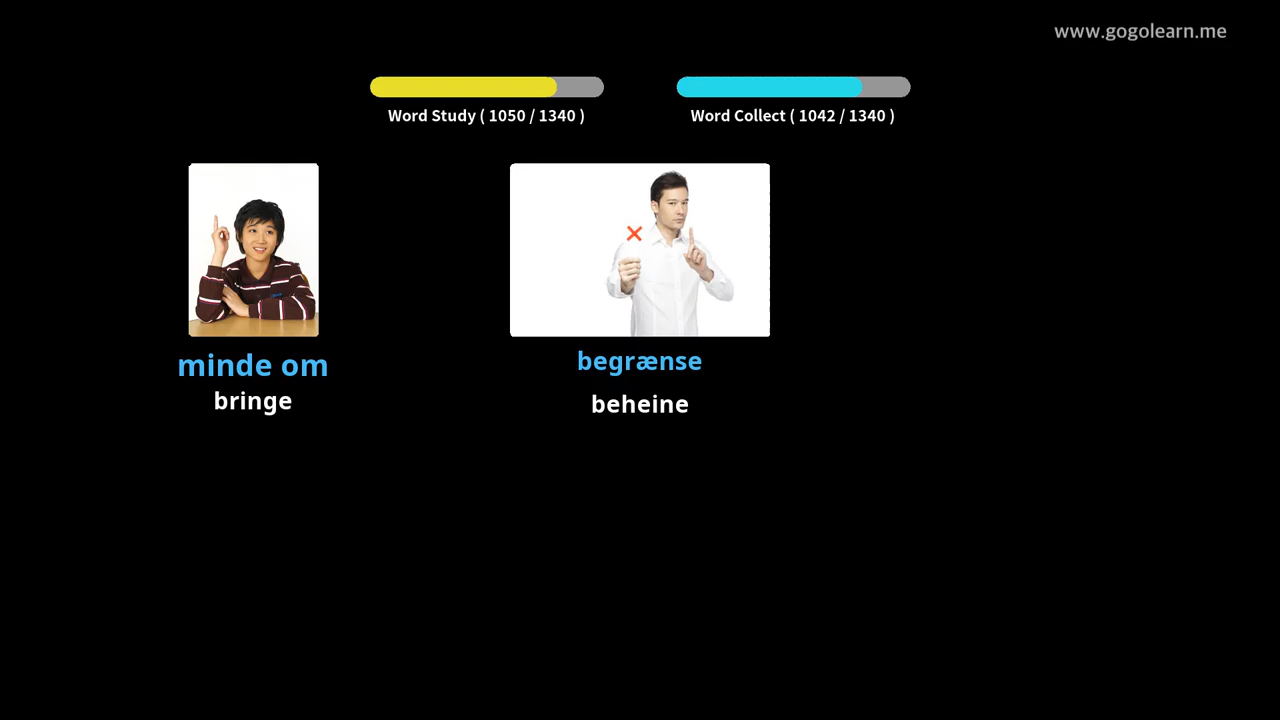 www.gogolearn.me
Word Study ( 1050 / 1340 )
Word Collect ( 1042 / 1340 )
minde om
bringe
begrænse
beheine